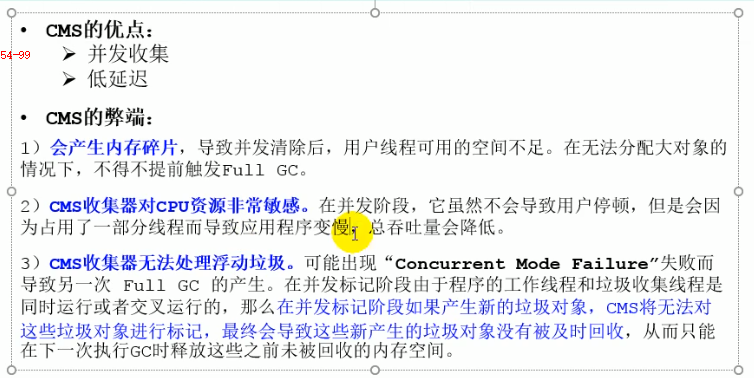 • CMS的优点：
54-99
➢ 并发收集
➢ 低延迟
• CMS的弊端：
1）会产生内存碎片，导致并发清除后，用户线程可用的空间不足。在无法分配大对象的
情况下，不得不提前触发Full GC。
2）CMS收集器对CPU资源非常敏感。在并发阶段，它虽然不会导致用户停顿，但是会因
为占用了一部分线程而导致应用程序变慢，总吞吐量会降低。
3）CMS收集器无法处理浮动垃圾。可能出现“Concurrent Mode Failure”失败而
导致另一次 Full GC 的产生。在并发标记阶段由于程序的工作线程和垃圾收集线程是
同时运行或者交叉运行的，那么在并发标记阶段如果产生新的垃圾对象，CMS将无法对
这些垃圾对象进行标记，最终会导致这些新产生的垃圾对象没有被及时回收，从而只能
在下一次执行GC时释放这些之前未被回收的内存空间。